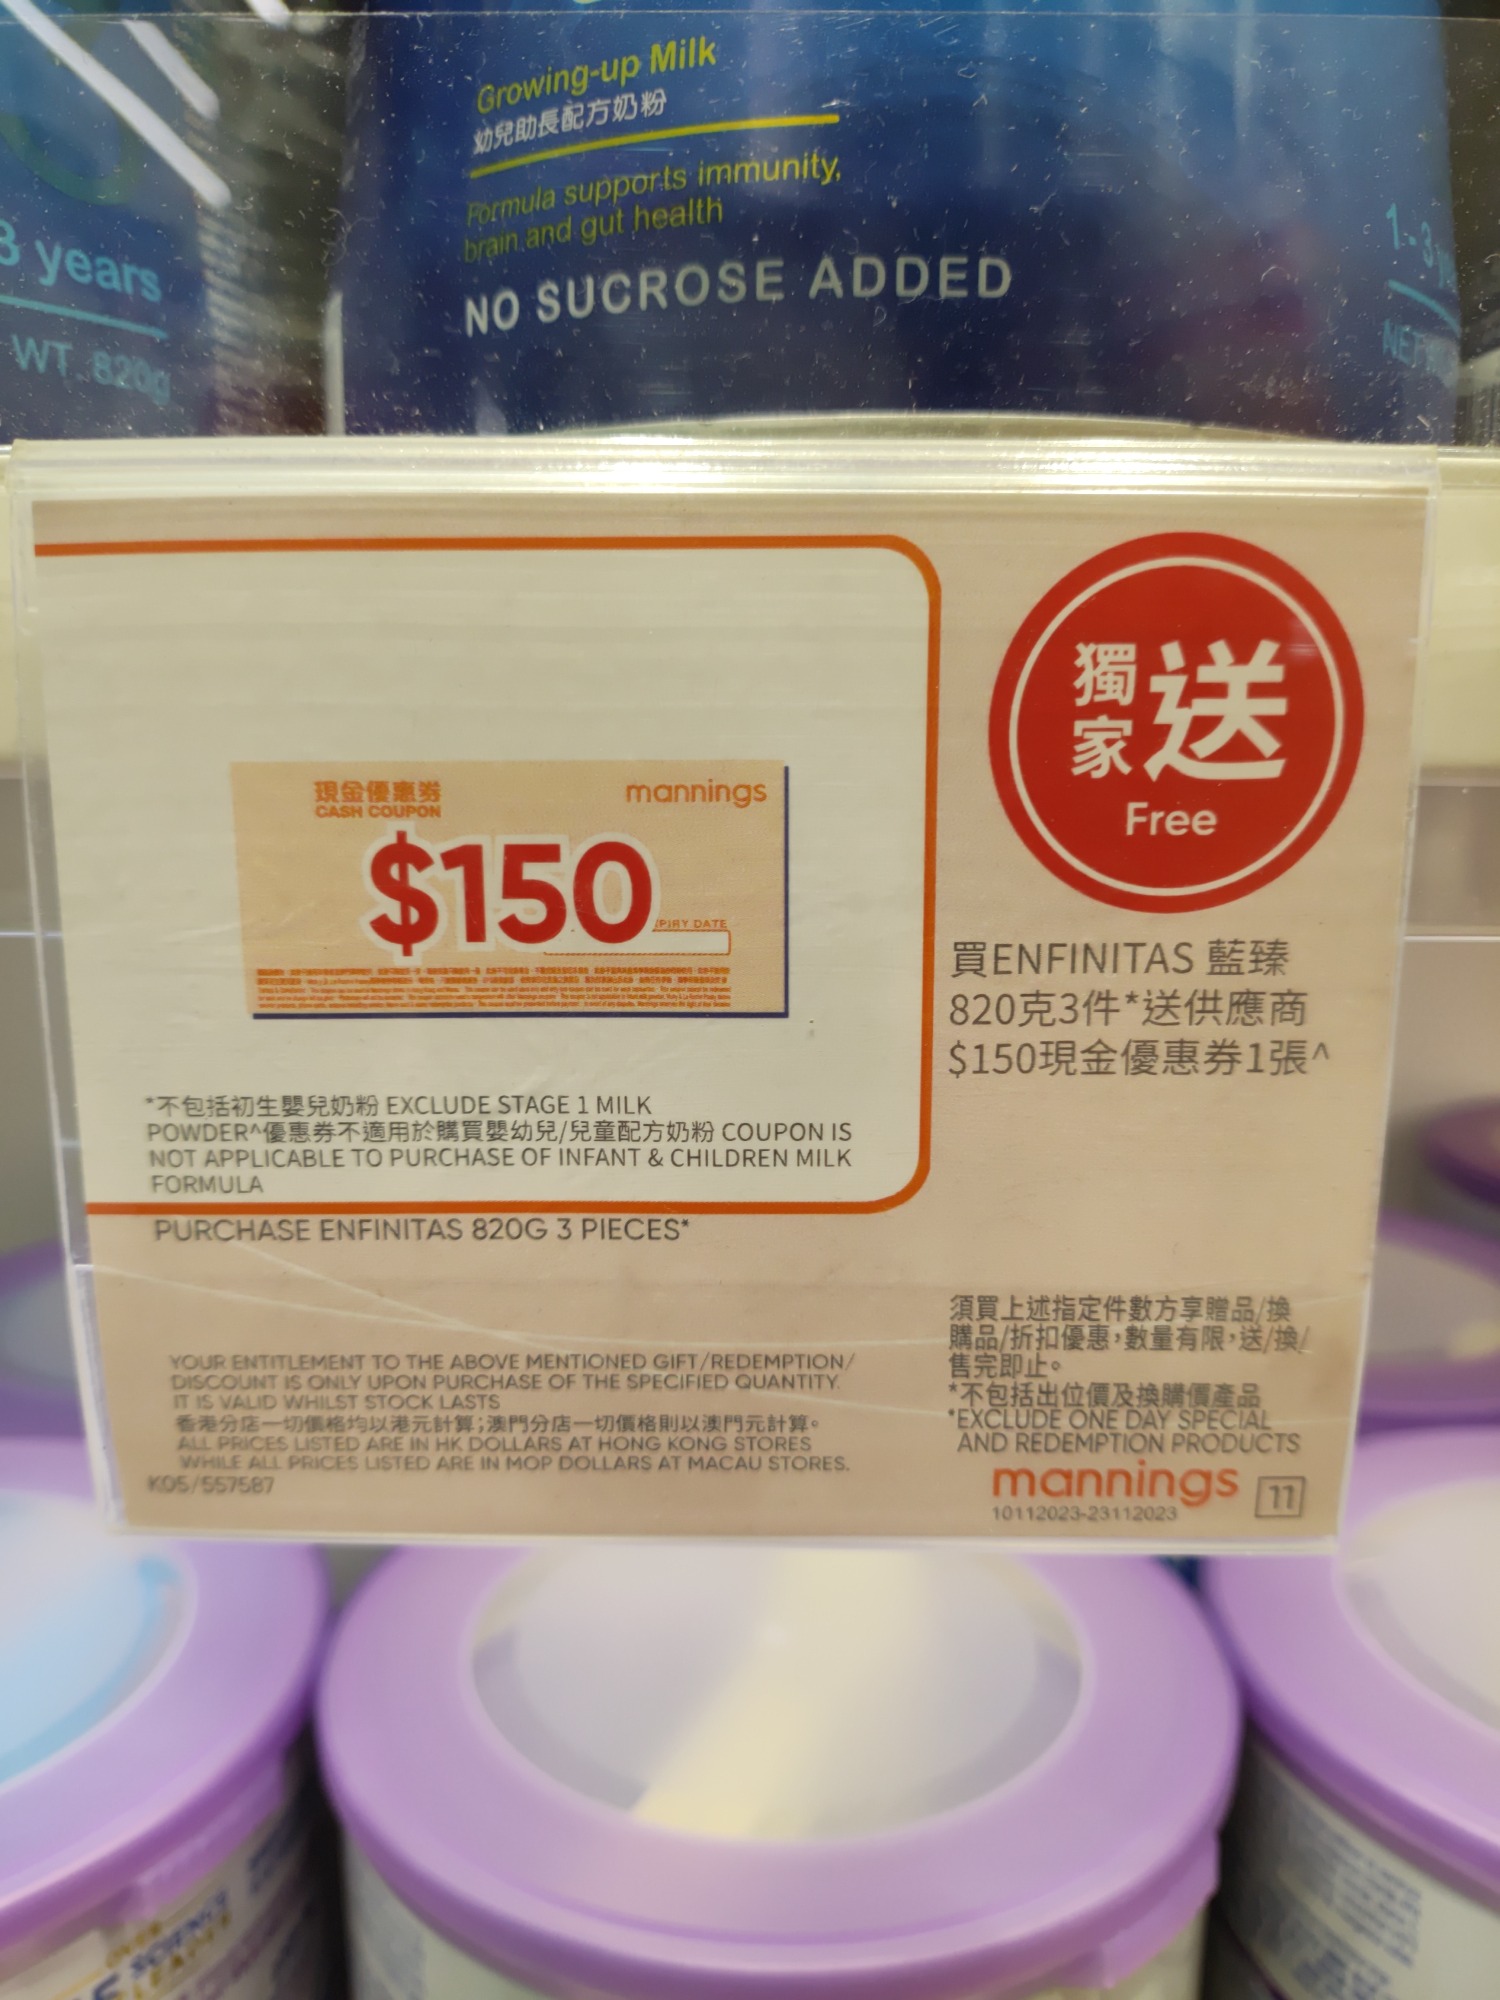 Growing-up Milk
幼兒助長配方奶粉
Formula supports immunity,
brain and gut health
NO SUCROSE ADDED
3 years
WT. 820g
1-3
NET
獨家送
Free
現金優惠券
CASH COUPON
mannings
$150
PIRY DATE
買ENFINITAS 藍臻
820克3件*送供應商
$150現金優惠券1張^
*不包括初生嬰兒奶粉 EXCLUDE STAGE 1 MILK
POWDER^優惠券不適用於購買嬰幼兒/兒童配方奶粉 COUPON IS
NOT APPLICABLE TO PURCHASE OF INFANT & CHILDREN MILK
FORMULA
PURCHASE ENFINITAS 820G 3 PIECES*
須買上述指定件數方享贈品/換
購品/折扣優惠,數量有限,送/換/
售完即止。
*不包括出位價及換購價產品
*EXCLUDE ONE DAY SPECIAL
AND REDEMPTION PRODUCTS
YOUR ENTITLEMENT TO THE ABOVE MENTIONED GIFT/REDEMPTION/
DISCOUNT IS ONLY UPON PURCHASE OF THE SPECIFIED QUANTITY.
IT IS VALID WHILST STOCK LASTS
香港分店一切價格均以港元計算;澳門分店一切價格則以澳門元計算。
ALL PRICES LISTED ARE IN HK DOLLARS AT HONG KONG STORES
WHILE ALL PRICES LISTED ARE IN MOP DOLLARS AT MACAU STORES.
K05/557587
mannings
11
10112023-23112023